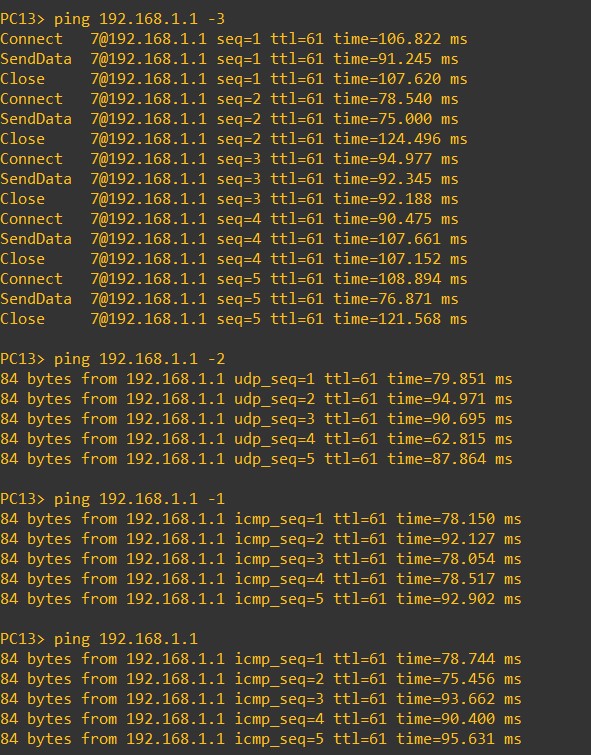 PC13> ping 192.168.1.1 -3
Connect   7@192.168.1.1 seq=1 ttl=61 time=106.822 ms
SendData  7@192.168.1.1 seq=1 ttl=61 time=91.245 ms
Close     7@192.168.1.1 seq=1 ttl=61 time=107.620 ms
Connect   7@192.168.1.1 seq=2 ttl=61 time=78.540 ms
SendData  7@192.168.1.1 seq=2 ttl=61 time=75.000 ms
Close     7@192.168.1.1 seq=2 ttl=61 time=124.496 ms
Connect   7@192.168.1.1 seq=3 ttl=61 time=94.977 ms
SendData  7@192.168.1.1 seq=3 ttl=61 time=92.345 ms
Close     7@192.168.1.1 seq=3 ttl=61 time=92.188 ms
Connect   7@192.168.1.1 seq=4 ttl=61 time=90.475 ms
SendData  7@192.168.1.1 seq=4 ttl=61 time=107.661 ms
Close     7@192.168.1.1 seq=4 ttl=61 time=107.152 ms
Connect   7@192.168.1.1 seq=5 ttl=61 time=108.894 ms
SendData  7@192.168.1.1 seq=5 ttl=61 time=76.871 ms
Close     7@192.168.1.1 seq=5 ttl=61 time=121.568 ms

PC13> ping 192.168.1.1 -2
84 bytes from 192.168.1.1 udp_seq=1 ttl=61 time=79.851 ms
84 bytes from 192.168.1.1 udp_seq=2 ttl=61 time=94.971 ms
84 bytes from 192.168.1.1 udp_seq=3 ttl=61 time=90.695 ms
84 bytes from 192.168.1.1 udp_seq=4 ttl=61 time=62.815 ms
84 bytes from 192.168.1.1 udp_seq=5 ttl=61 time=87.864 ms

PC13> ping 192.168.1.1 -1
84 bytes from 192.168.1.1 icmp_seq=1 ttl=61 time=78.150 ms
84 bytes from 192.168.1.1 icmp_seq=2 ttl=61 time=92.127 ms
84 bytes from 192.168.1.1 icmp_seq=3 ttl=61 time=78.054 ms
84 bytes from 192.168.1.1 icmp_seq=4 ttl=61 time=78.517 ms
84 bytes from 192.168.1.1 icmp_seq=5 ttl=61 time=92.902 ms

PC13> ping 192.168.1.1
84 bytes from 192.168.1.1 icmp_seq=1 ttl=61 time=78.744 ms
84 bytes from 192.168.1.1 icmp_seq=2 ttl=61 time=75.456 ms
84 bytes from 192.168.1.1 icmp_seq=3 ttl=61 time=93.662 ms
84 bytes from 192.168.1.1 icmp_seq=4 ttl=61 time=90.400 ms
84 bytes from 192.168.1.1 icmp_seq=5 ttl=61 time=95.631 ms